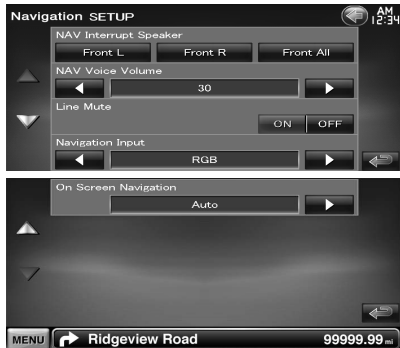 Navigation SETUP
AM
12:34
NAV Interrupt Speaker
Front L Front R Front All
NAV Voice Volume
30
Line Mute
ON OFF
Navigation Input
RGB
On Screen Navigation
Auto
MENU Ridgeview Road 99999.99 mi